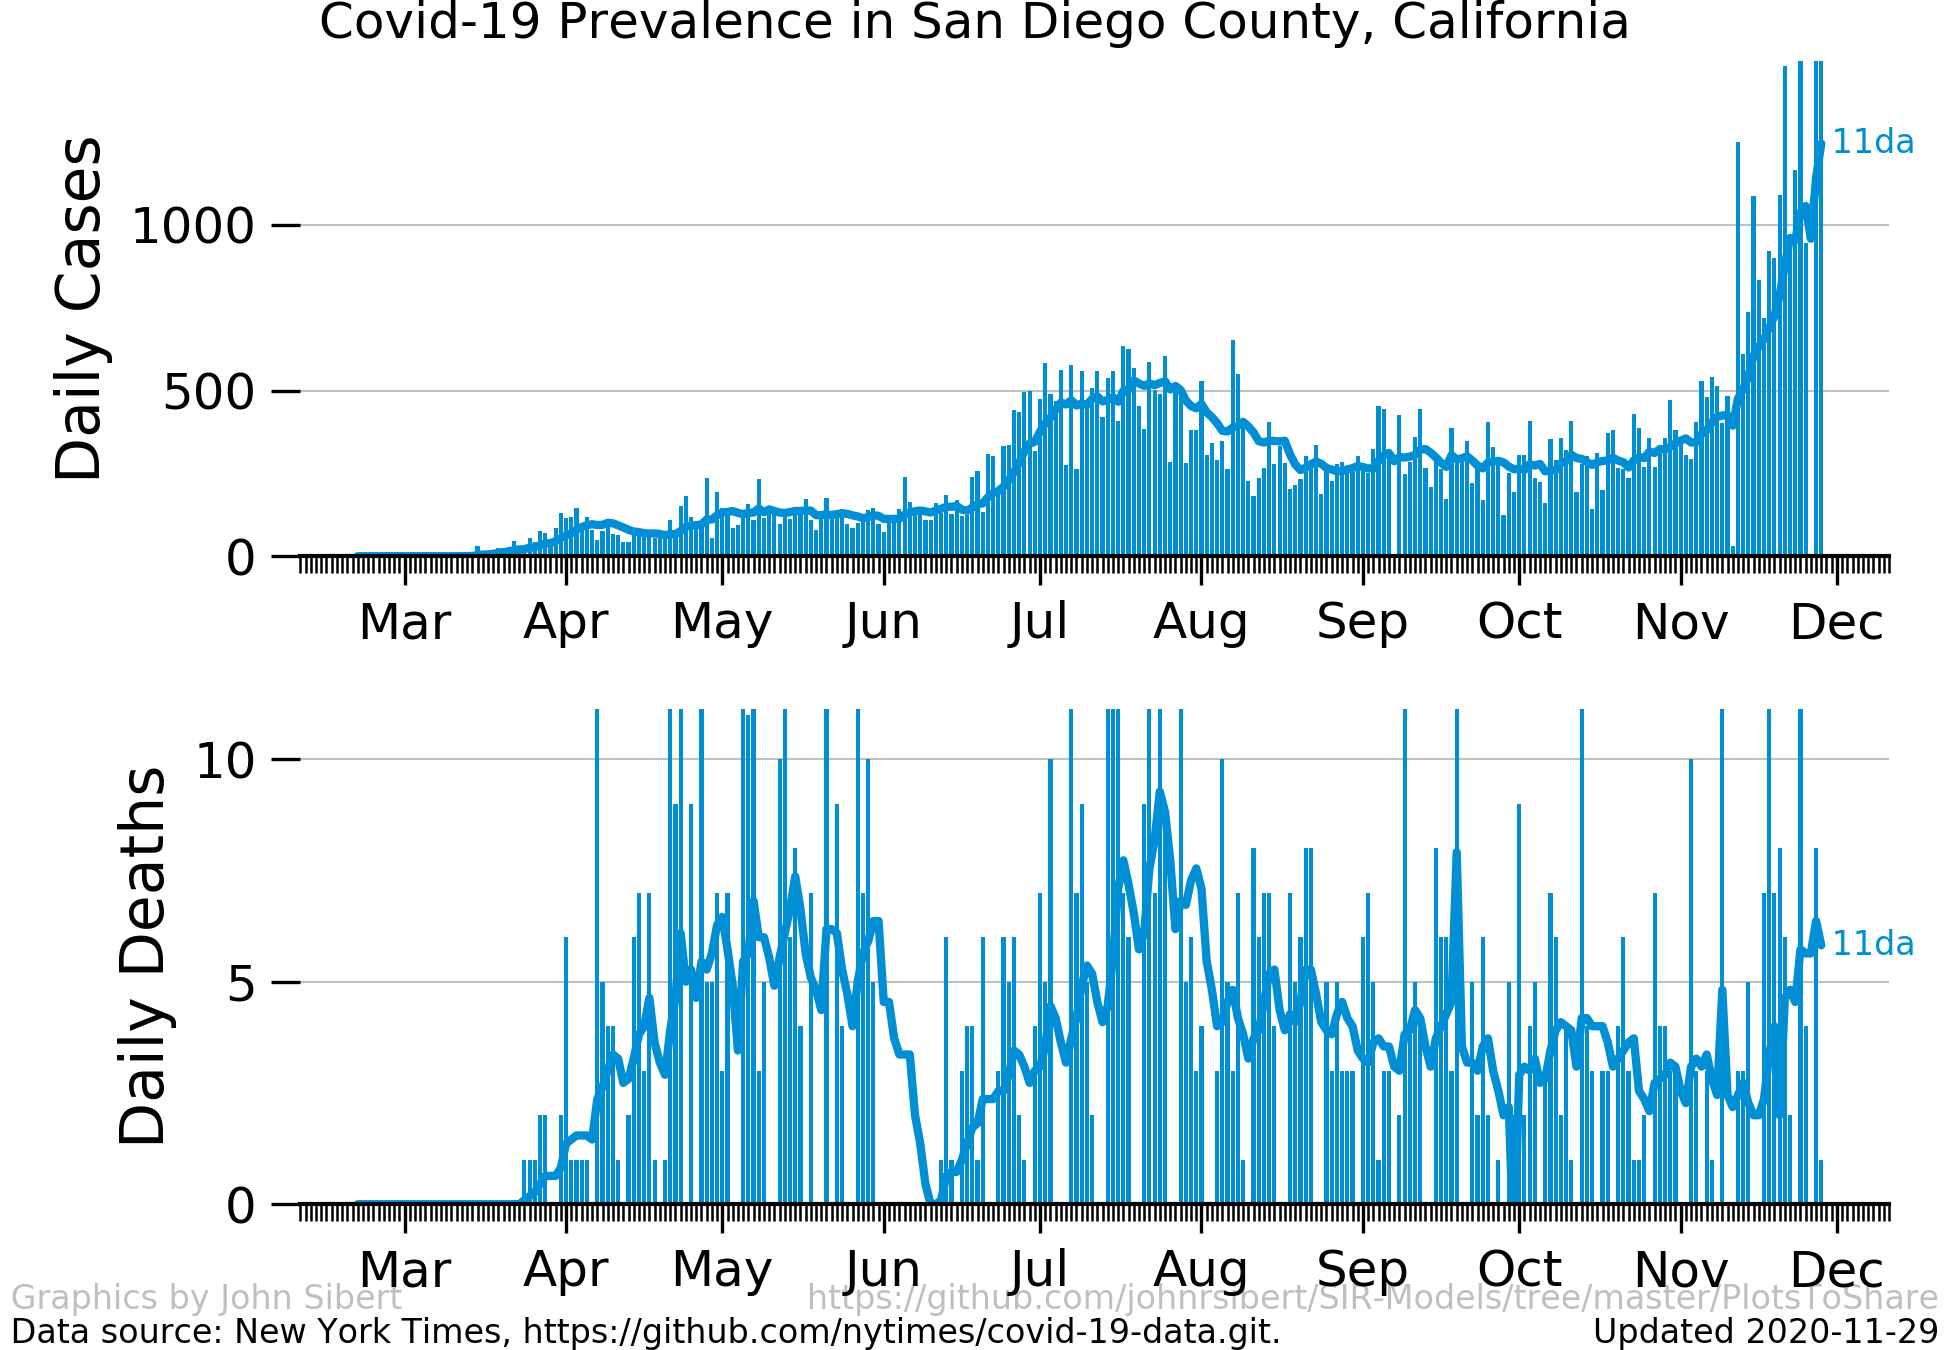 Covid-19 Prevalence in San Diego County, California
Daily Cases
1000
500
0
11da
Mar Apr May Jun Jul Aug Sep Oct Nov Dec
Daily Deaths
10
5
0
11da
Mar Apr May Jun Jul Aug Sep Oct Nov Dec
Graphics by John Sibert https://github.com/johnrsibert/SIR-Models/tree/master/PlotsToShare
Data source: New York Times, https://github.com/nytimes/covid-19-data.git. Updated 2020-11-29